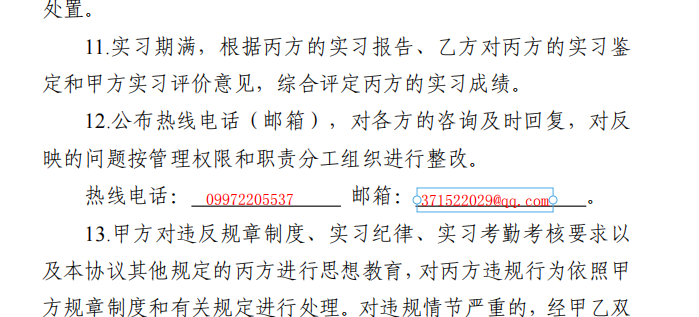 处置。
11.实习期满，根据丙方的实习报告、乙方对丙方的实习鉴
定和甲方实习评价意见，综合评定丙方的实习成绩。
12.公布热线电话（邮箱），对各方的咨询及时回复，对反
映的问题按管理权限和职责分工组织进行整改。
热线电话： 09972205537 邮箱：371522029@qq.com。
13.甲方对违反规章制度、实习纪律、实习考勤考核要求以
及本协议其他规定的丙方进行思想教育，对丙方违规行为依照甲
方规章制度和有关规定进行处理。对违规情节严重的，经甲乙双